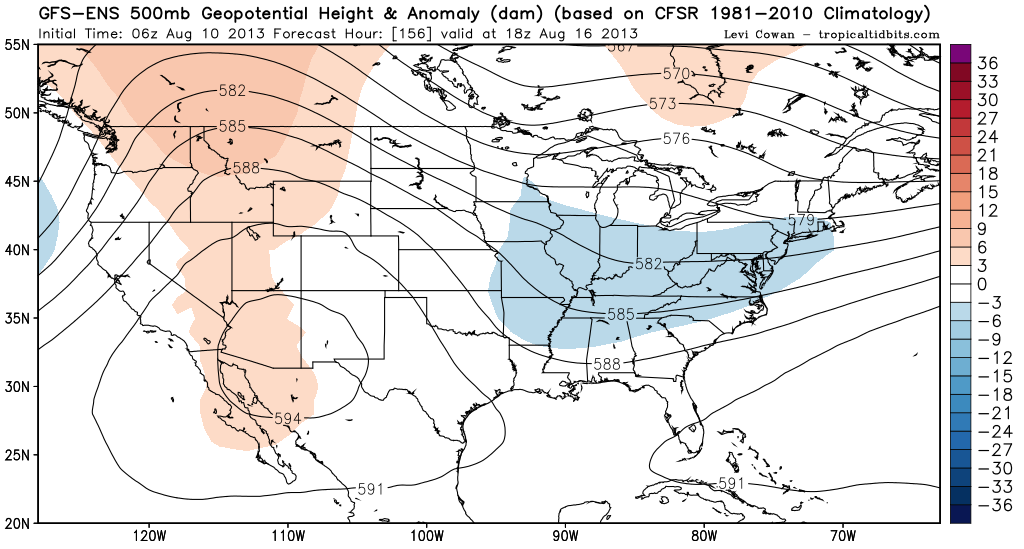 GFS-ENS 500mb Geopotential Height & Anomaly (dam) (based on CFSR 1981-2010 Climatology)
Initial Time: 06z Aug 10 2013 Forecast Hour: [156] valid at 18z Aug 16 2013
Levi Cowan - tropicaltidbits.com
55N
50N
45N
40N
35N
30N
25N
20N
120W
110W
100W
90W
80W
70W
567
570
573
576
579
582
585
588
582
585
588
594
591
591
36
33
30
27
24
21
18
15
12
9
6
3
0
-3
-6
-9
-12
-15
-18
-21
-24
-27
-30
-33
-36